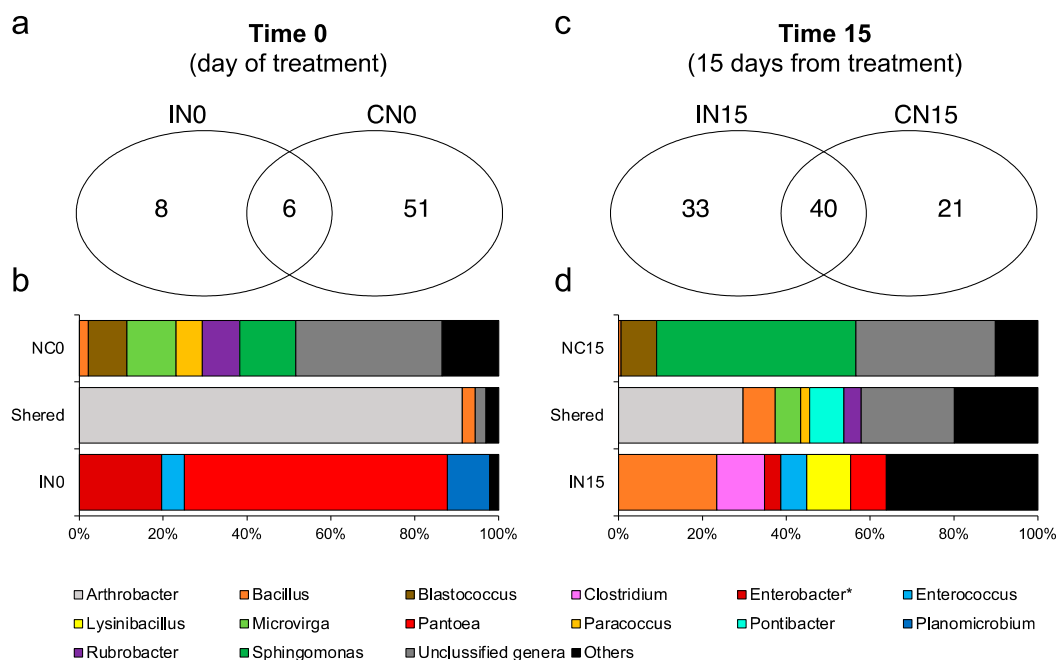 a
Time 0
(day of treatment)
IN0 CN0
8 6 51
b
NC0
Shered
IN0
0% 20% 40% 60% 80% 100%
c
Time 15
(15 days from treatment)
IN15 CN15
33 40 21
d
NC15
Shered
IN15
0% 20% 40% 60% 80% 100%
Arthrobacter Bacillus Blastococcus Clostridium Enterobacter* Enterococcus
Lysinibacillus Microvirga Pantoea Paracoccus Pontibacter Planomicrobium
Rubrobacter Sphingomonas Unclassified genera Others